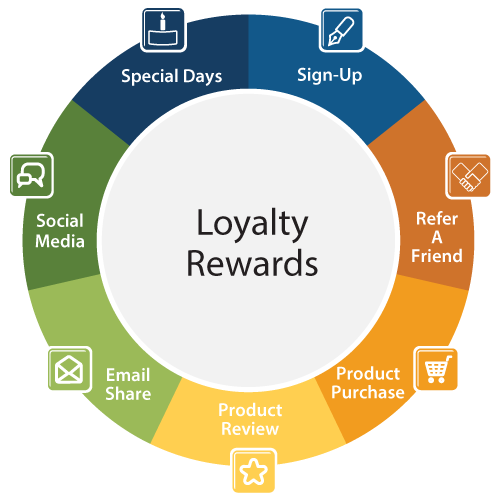 Special Days
Sign-Up
Social
Media
Refer
A
Friend
Loyalty
Rewards
Email
Share
Product
Purchase
Product
Review